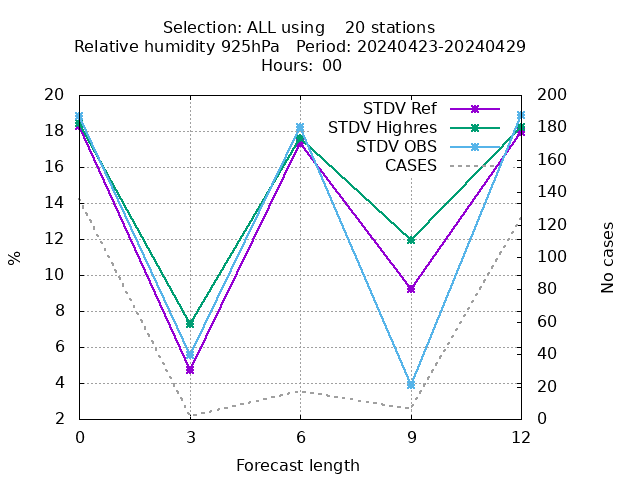 Selection: ALL using    20 stations
Relative humidity 925hPa   Period: 20240423-20240429
Hours: 00
STDV Ref
STDV Highres
STDV OBS
CASES
%
20
18
16
14
12
10
8
6
4
2
200
180
160
140
120
100
80
60
40
20
0
No cases
0 3 6 9 12
Forecast length